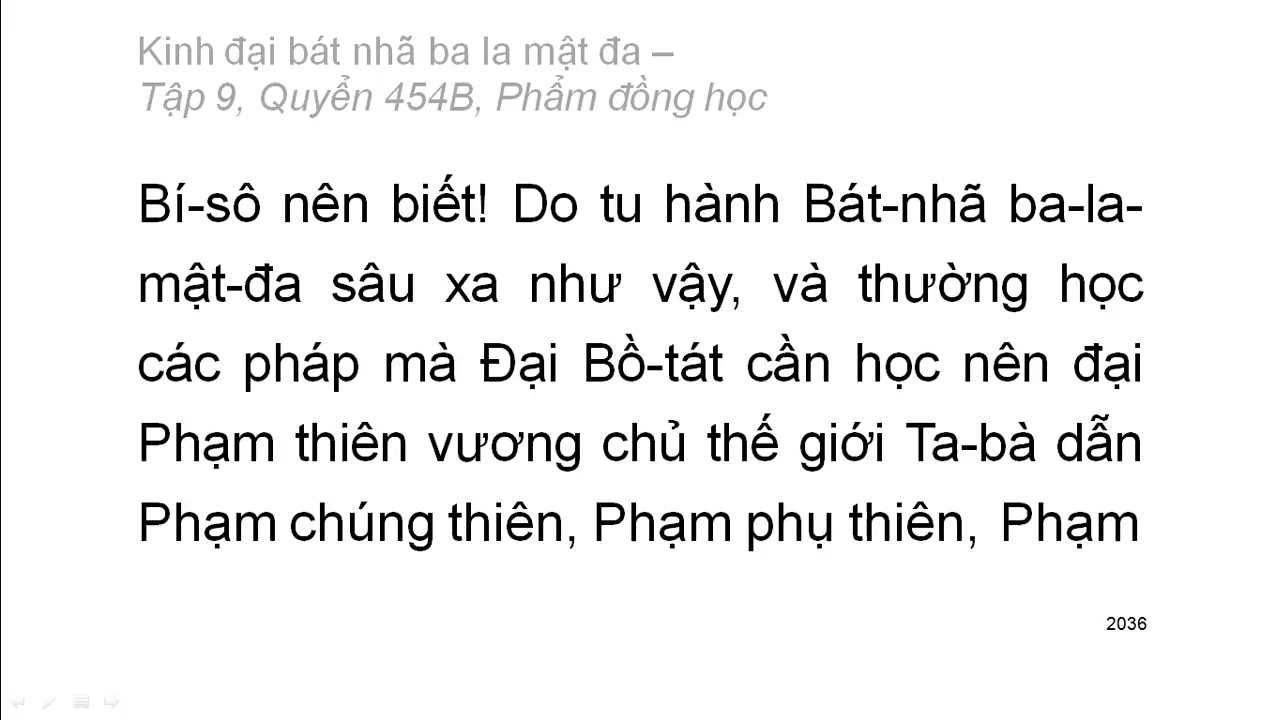 Kinh đại bát nhã ba la mật đa –
Tập 9, Quyển 454B, Phẩm đồng học
Bí-sô nên biết! Do tu hành Bát-nhã ba-la-
mật-đa sâu xa như vậy, và thường học
các pháp mà Đại Bồ-tát cần học nên đại
Phạm thiên vương chủ thế giới Ta-bà dẫn
Phạm chúng thiên, Phạm phụ thiên, Phạm
2036